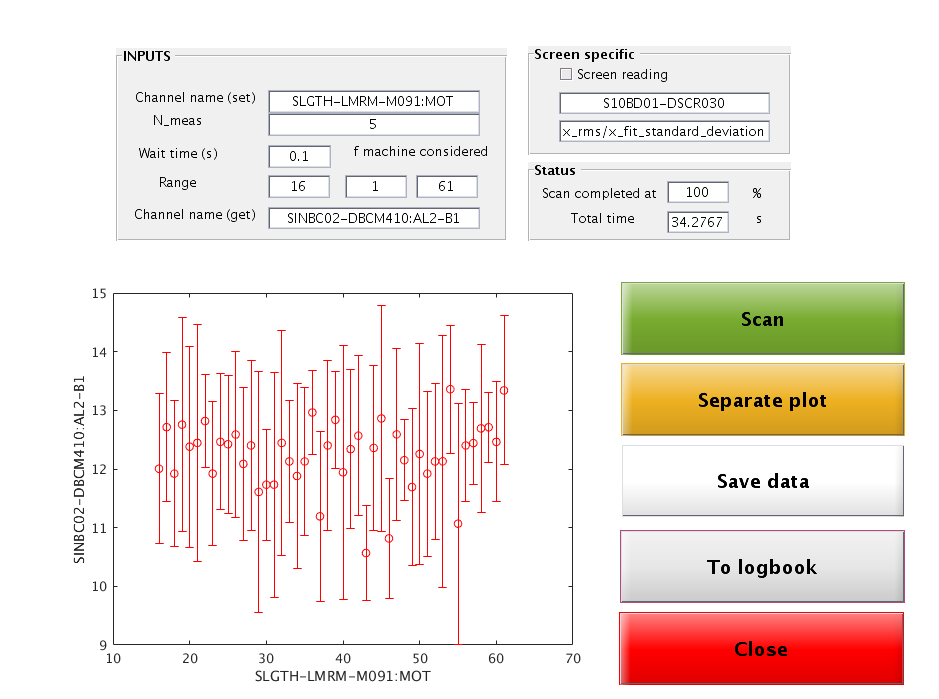 INPUTS
Channel name (set)
SLGTH-LMRM-M091:MOT
N_meas
5
Wait time (s)
0.1
f machine considered
Range
16
1
61
Channel name (get)
SINBC02-DBCM410:AL2-B1
Screen specific
Screen reading
S10BD01-DSCR030
x_rms/x_fit_standard_deviation
Status
Scan completed at
100
%
Total time
34.2767
s
15
14
13
12
11
10
9
SINBC02-DBCM410:AL2-B1
10
20
30
40
50
60
70
SLGTH-LMRM-M091:MOT
Scan
Separate plot
Save data
To logbook
Close